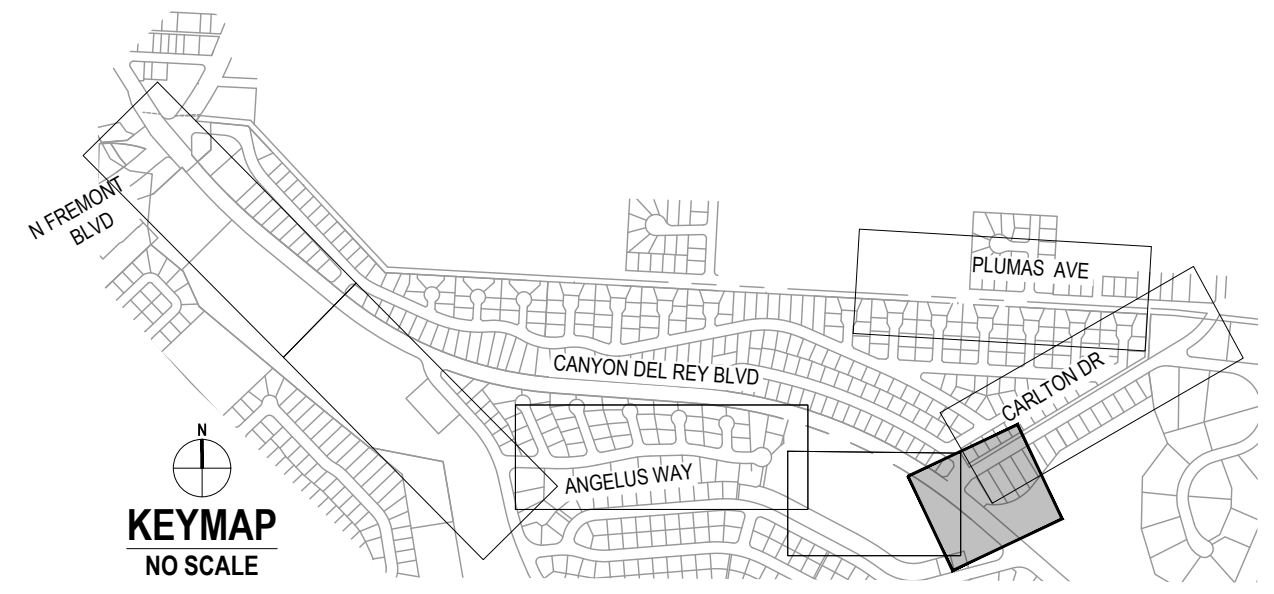 N FREMONT
BLVD
PLUMAS AVE
CANYON DEL REY BLVD
CARLTON DR
ANGELUS WAY
N
KEYMAP
NO SCALE